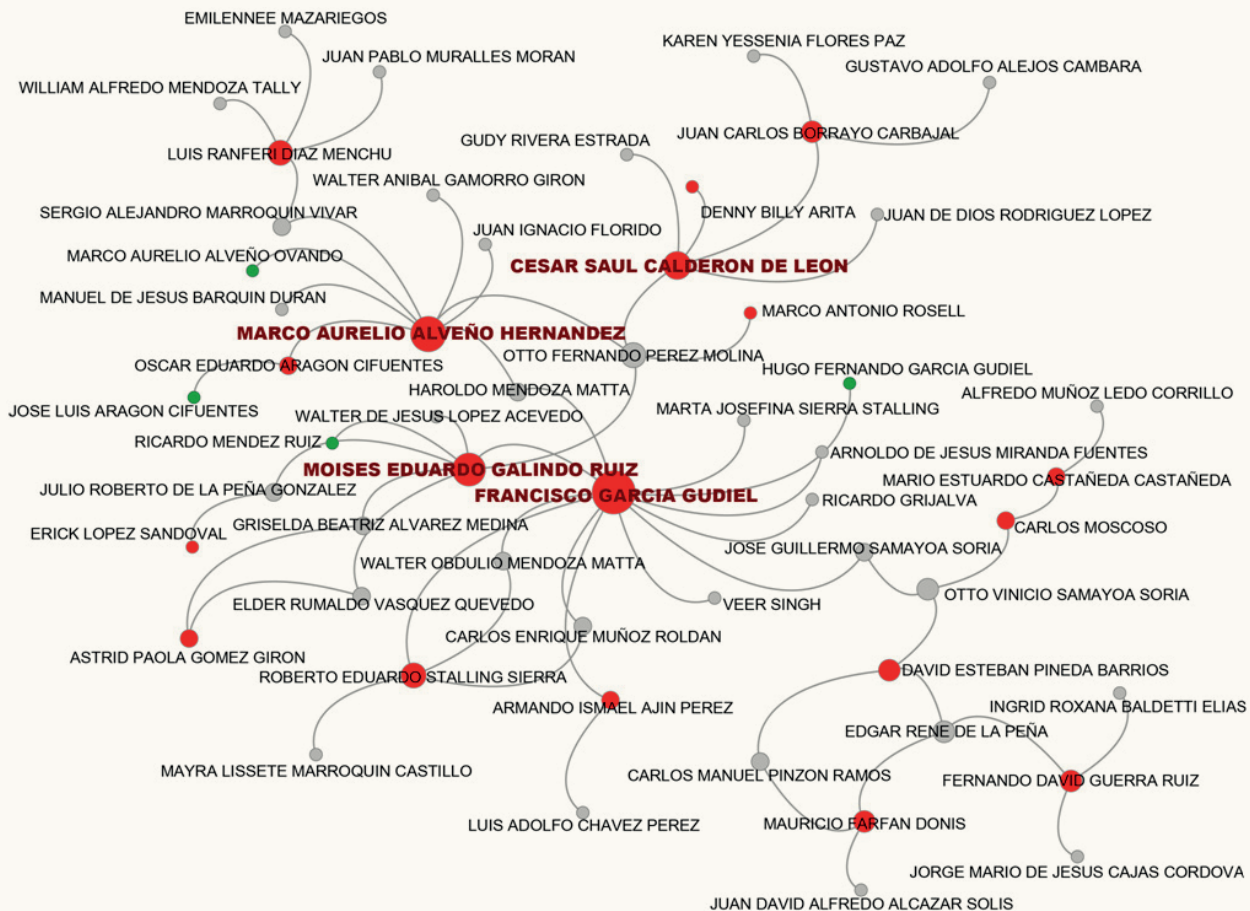 EMILENNEE MAZARIEGOS
KAREN YESSENIA FLORES PAZ
JUAN PABLO MURALLES MORAN
GUSTAVO ADOLFO ALEJOS CAMBARA
WILLIAM ALFREDO MENDOZA TALLY
JUAN CARLOS BORRAYO CARBAJAL
GUDY RIVERA ESTRADA
LUIS RANFERI DIAZ MENCHU
WALTER ANIBAL GAMORRO GIRON
SERGIO ALEJANDRO MARROQUIN VIVAR
DENNY BILLY ARITA
JUAN DE DIOS RODRIGUEZ LOPEZ
JUAN IGNACIO FLORIDO
MARCO AURELIO ALVEÑO OVANDO
CESAR SAUL CALDERON DE LEON
MANUEL DE JESUS BARQUIN DURAN
MARCO ANTONIO ROSELL
MARCO AURELIO ALVEÑO HERNANDEZ
OTTO FERNANDO PEREZ MOLINA
OSCAR EDUARDO ARAGON CIFUENTES
HUGO FERNANDO GARCIA GUDIEL
HAROLDO MENDOZA MATTA
ALFREDO MUÑOZ LEDO CORRILLO
JOSE LUIS ARAGON CIFUENTES
MARTA JOSEFINA SIERRA STALLING
WALTER DE JESUS LOPEZ ACEVEDO
RICARDO MENDEZ RUIZ
ARNOLDO DE JESUS MIRANDA FUENTES
MOISES EDUARDO GALINDO RUIZ
MARIO ESTUARDO CASTAÑEDA CASTAÑEDA
JULIO ROBERTO DE LA PEÑA GONZALEZ
FRANCISCO GARCIA GUDIEL
RICARDO GRIJALVA
GRISELDA BEATRIZ ALVAREZ MEDINA
CARLOS MOSCOSO
ERICK LOPEZ SANDOVAL
JOSE GUILLERMO SAMAYOA SORIA
WALTER OBDULIO MENDOZA MATTA
OTTO VINICIO SAMAYOA SORIA
ELDER RUMALDO VASQUEZ QUEVEDO
VEER SINGH
CARLOS ENRIQUE MUÑOZ ROLDAN
ASTRID PAOLA GOMEZ GIRON
DAVID ESTEBAN PINEDA BARRIOS
ROBERTO EDUARDO STALLING SIERRA
ARMANDO ISMAEL AJIN PEREZ
INGRID ROXANA BALDETTI ELIAS
EDGAR RENE DE LA PEÑA
MAYRA LISSETE MARROQUIN CASTILLO
CARLOS MANUEL PINZON RAMOS
FERNANDO DAVID GUERRA RUIZ
LUIS ADOLFO CHAVEZ PEREZ
MAURICIO FARFAN DONIS
JORGE MARIO DE JESUS CAJAS CORDOVA
JUAN DAVID ALFREDO ALCAZAR SOLIS